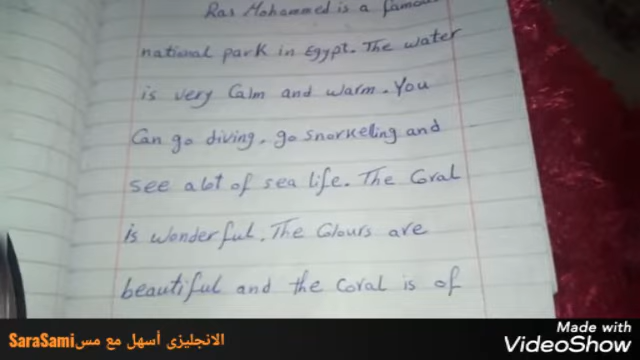 Ras Mohammed is a famous
national park in Egypt. The water
is very Calm and warm. You
Can go diving. go snorkeling and
see a lot of sea life. The Coral
is wonderful. The Colours are
beautiful and the coral is of
الانجليزى أسهل مع مس SaraSami
Made with
VideoShow